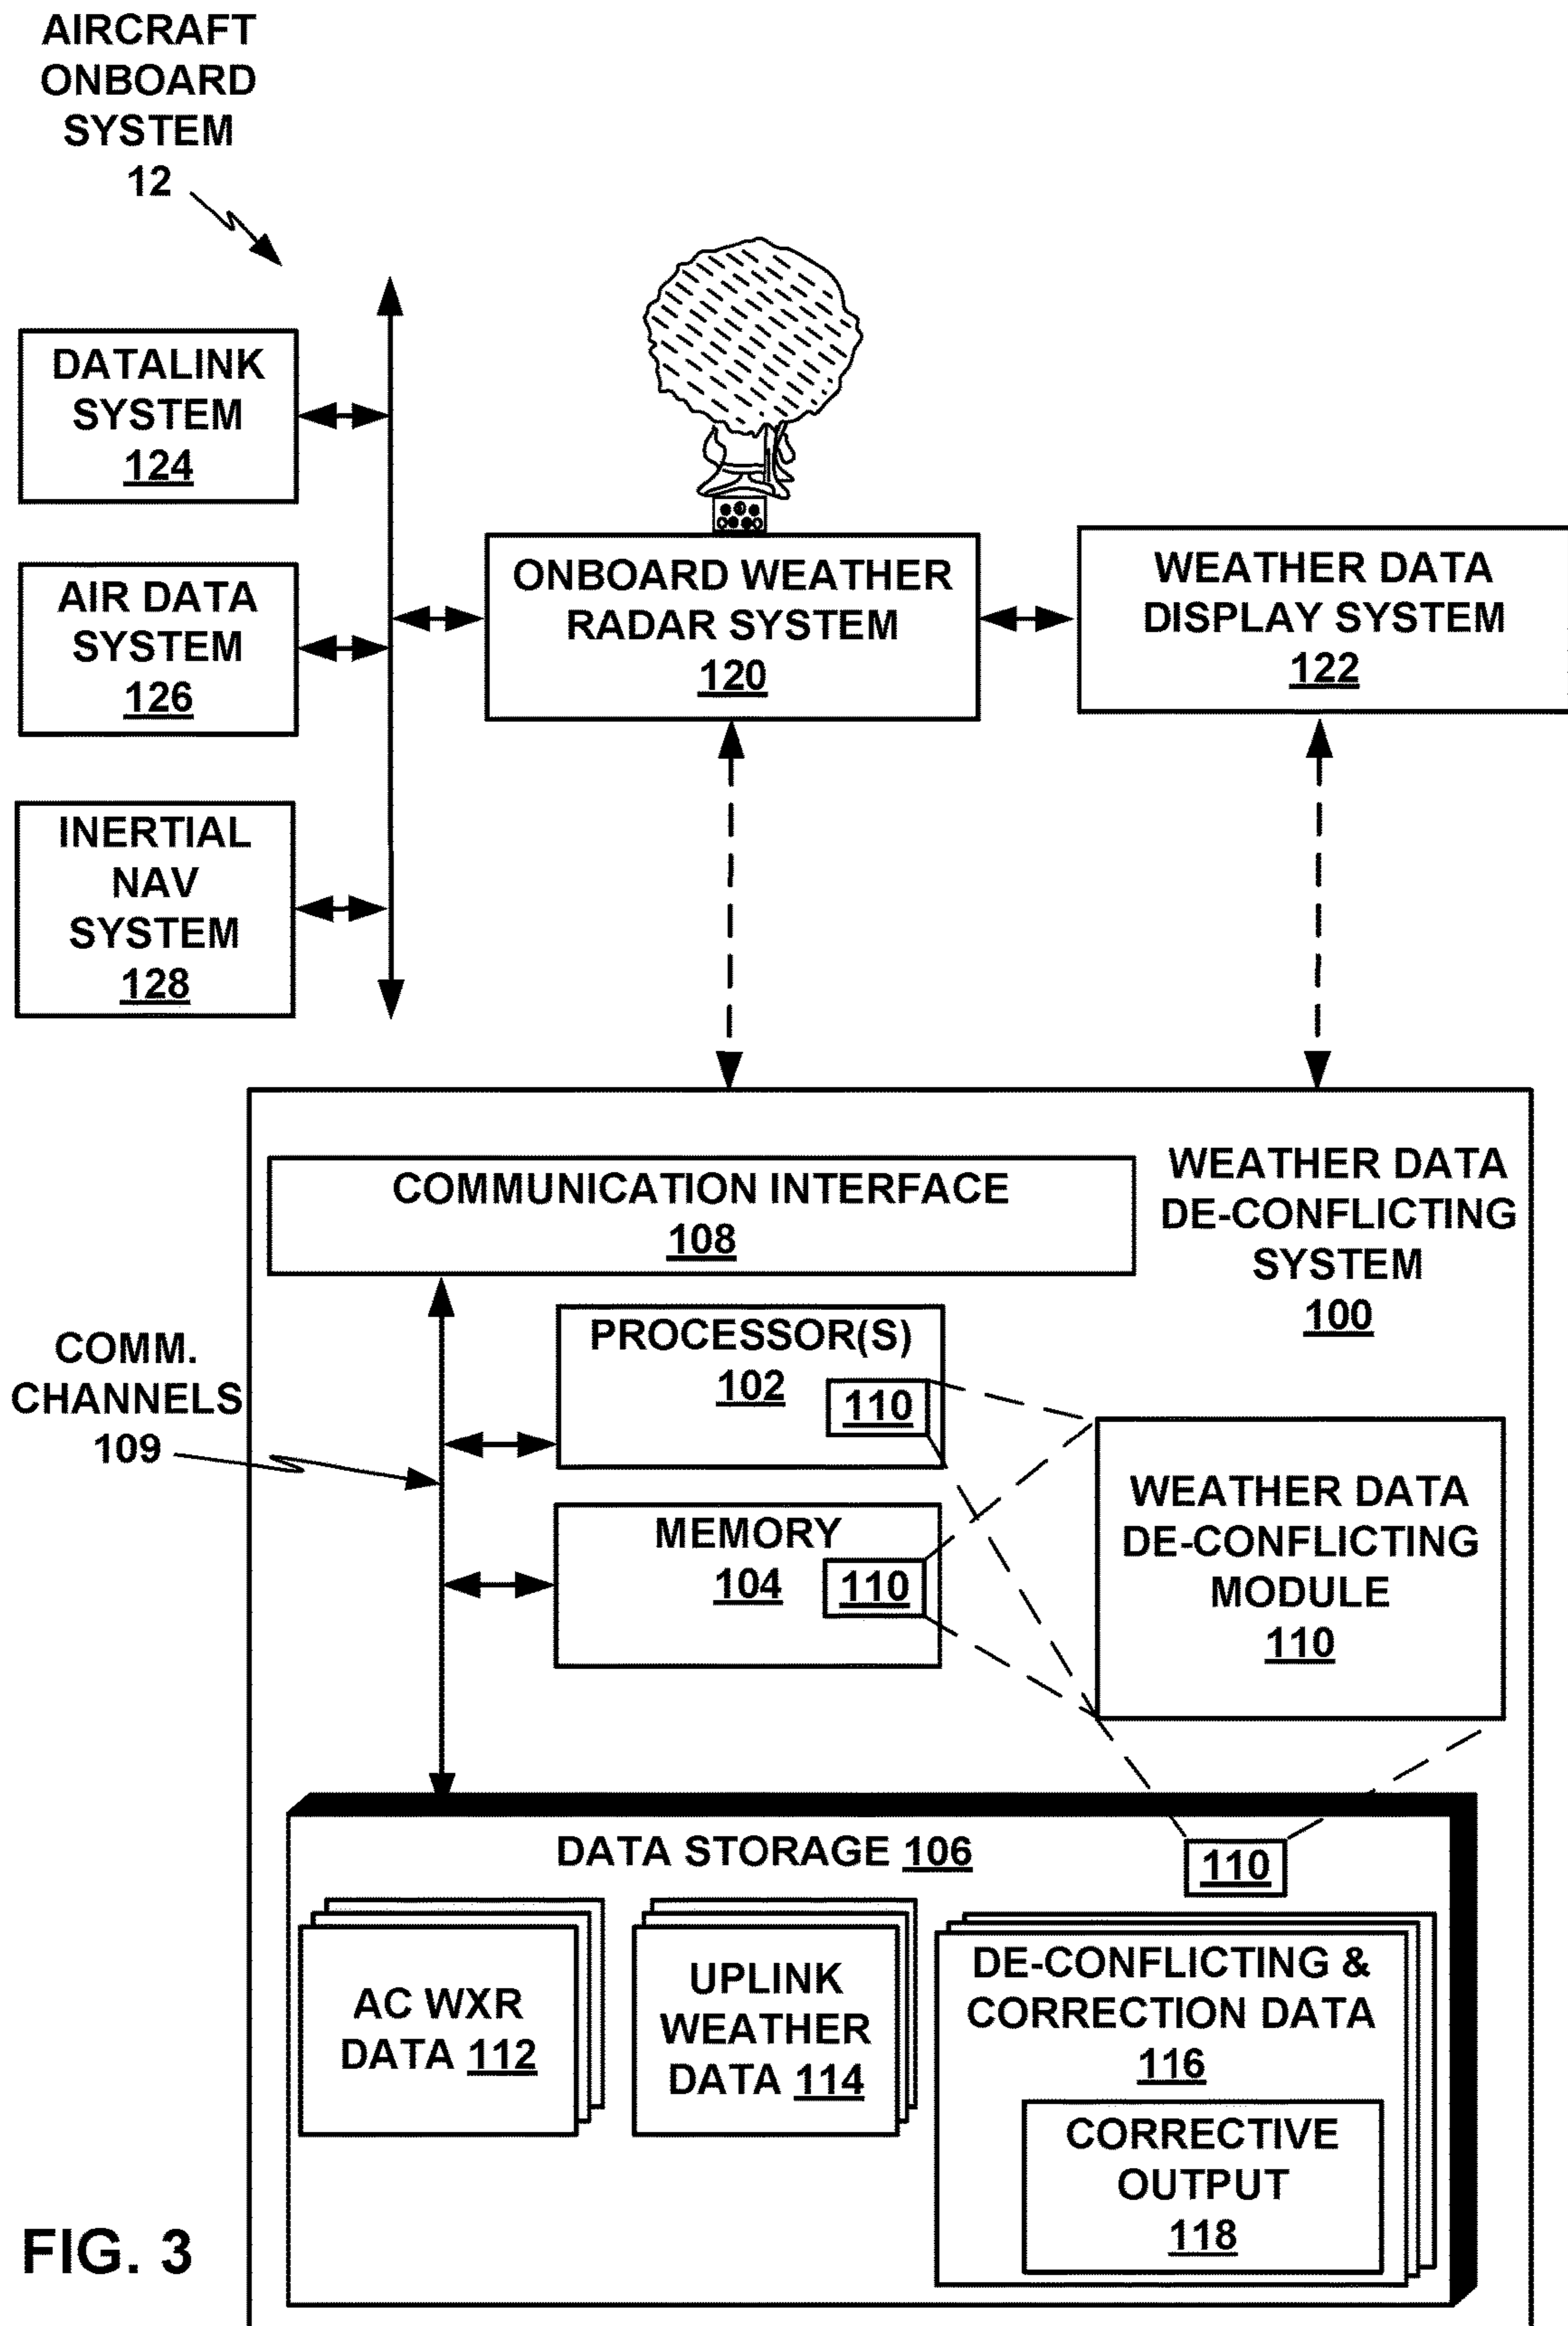 AIRCRAFT
ONBOARD
SYSTEM
12
DATALINK
SYSTEM
124
AIR DATA
SYSTEM
126
INERTIAL
NAV
SYSTEM
128
ONBOARD WEATHER
RADAR SYSTEM
120
WEATHER DATA
DISPLAY SYSTEM
122
COMMUNICATION INTERFACE
108
WEATHER DATA
DE-CONFLICTING
SYSTEM
100
COMM.
CHANNELS
109
PROCESSOR(S)
102
110
MEMORY
104
110
WEATHER DATA
DE-CONFLICTING
MODULE
110
DATA STORAGE 106
110
AC WXR
DATA 112
UPLINK
WEATHER
DATA 114
DE-CONFLICTING &
CORRECTION DATA
116
CORRECTIVE
OUTPUT
118
FIG. 3